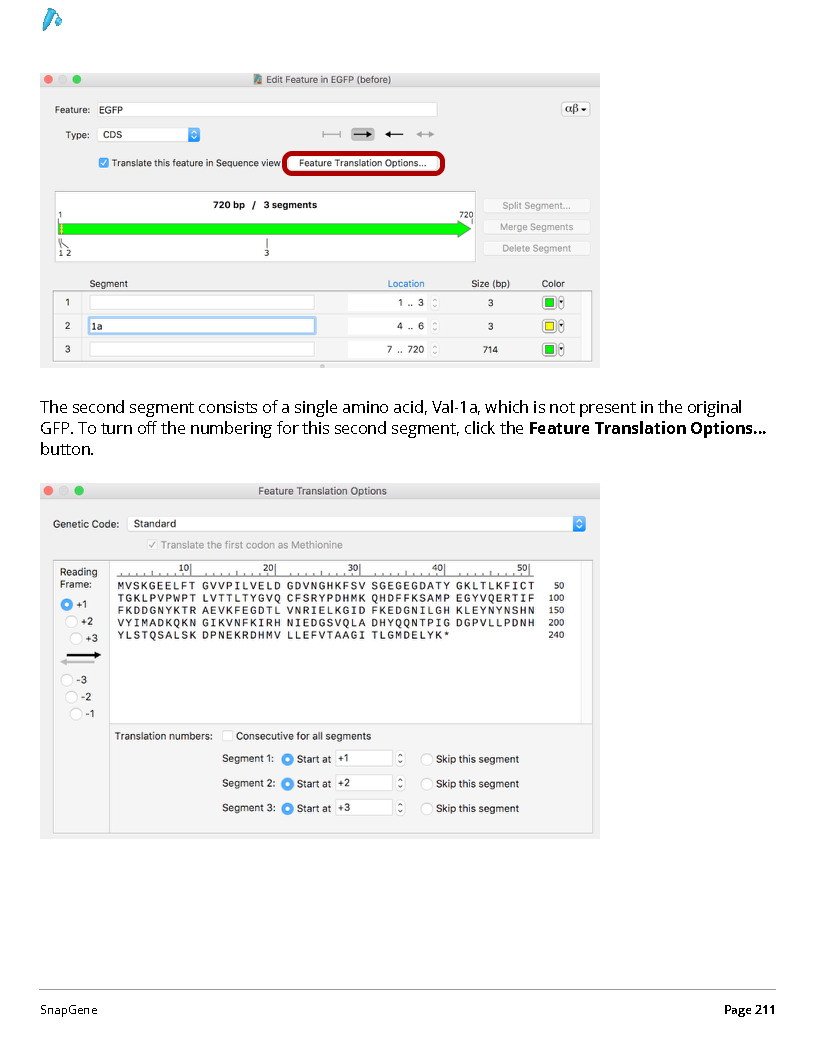 Edit Feature in EGFP (before)
Feature: EGFP
αβ
Type: CDS
Translate this feature in Sequence view Feature Translation Options...
720 bp / 3 segments
1 720
1 2 3
Split Segment...
Merge Segments
Delete Segment
Segment Location Size (bp) Color
1 1 .. 3 3
2 1a 4 .. 6 3
3 7 .. 720 714
The second segment consists of a single amino acid, Val-1a, which is not present in the original
GFP. To turn off the numbering for this second segment, click the Feature Translation Options...
button.
Feature Translation Options
Genetic Code: Standard
Translate the first codon as Methionine
Reading
Frame:
+1
+2
+3
-3
-2
-1
10 20 30 40 50
MVSKGEELFT GVVPILVELD GDVNGHKFSV SGEGEGDATY GKLTLKFICT 50
TGKLPVPWPT LVTTLTYGVQ CFSRYPDHMK QHDFFKSAMP EGYVQERTIF 100
FKDDGNYKTR AEVKFEGDTL VNRIELKGID FKEDGNILGH KLEYNYNSHN 150
VYIMADKQKN GIKVNFKIRH NIEDGSVQLA DHYQQNTPIG DGPVLLPDNH 200
YLSTQSALSK DPNEKRDHMV LLEFVTAAGI TLGMDELYK* 240
Translation numbers: Consecutive for all segments
Segment 1: Start at +1 Skip this segment
Segment 2: Start at +2 Skip this segment
Segment 3: Start at +3 Skip this segment
SnapGene Page 211